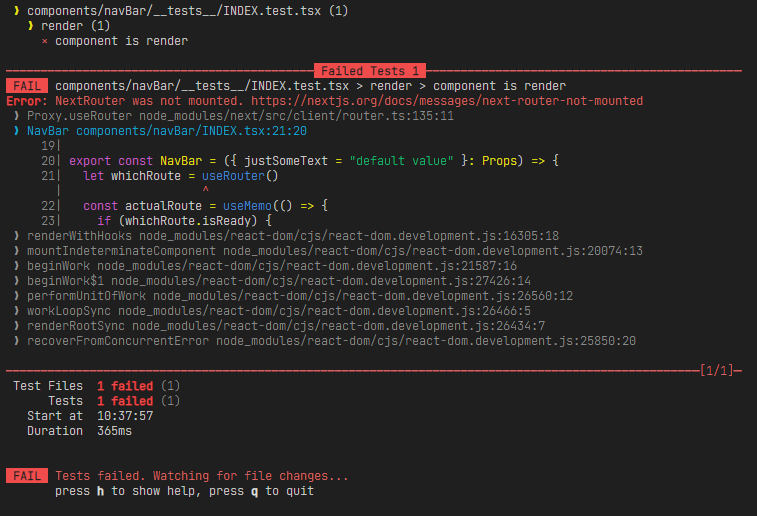 ❯ components/navBar/__tests__/INDEX.test.tsx (1)
❯ render (1)
× component is render
Failed Tests 1
FAIL components/navBar/__tests__/INDEX.test.tsx > render > component is render
Error: NextRouter was not mounted. https://nextjs.org/docs/messages/next-router-not-mounted
❯ Proxy.useRouter node_modules/next/src/client/router.ts:135:11
❯ NavBar components/navBar/INDEX.tsx:21:20
19|
20| export const NavBar = ({ justSomeText = "default value" }: Props) => {
21|   let whichRoute = useRouter()
|                    ^
22|   const actualRoute = useMemo(() => {
23|     if (whichRoute.isReady) {
❯ renderWithHooks node_modules/react-dom/cjs/react-dom.development.js:16305:18
❯ mountIndeterminateComponent node_modules/react-dom/cjs/react-dom.development.js:20074:13
❯ beginWork node_modules/react-dom/cjs/react-dom.development.js:21587:16
❯ beginWork$1 node_modules/react-dom/cjs/react-dom.development.js:27426:14
❯ performUnitOfWork node_modules/react-dom/cjs/react-dom.development.js:26560:12
❯ workLoopSync node_modules/react-dom/cjs/react-dom.development.js:26466:5
❯ renderRootSync node_modules/react-dom/cjs/react-dom.development.js:26434:7
❯ recoverFromConcurrentError node_modules/react-dom/cjs/react-dom.development.js:25850:20
[1/1]
Test Files 1 failed (1)
Tests 1 failed (1)
Start at 10:37:57
Duration 365ms
FAIL Tests failed. Watching for file changes...
press h to show help, press q to quit